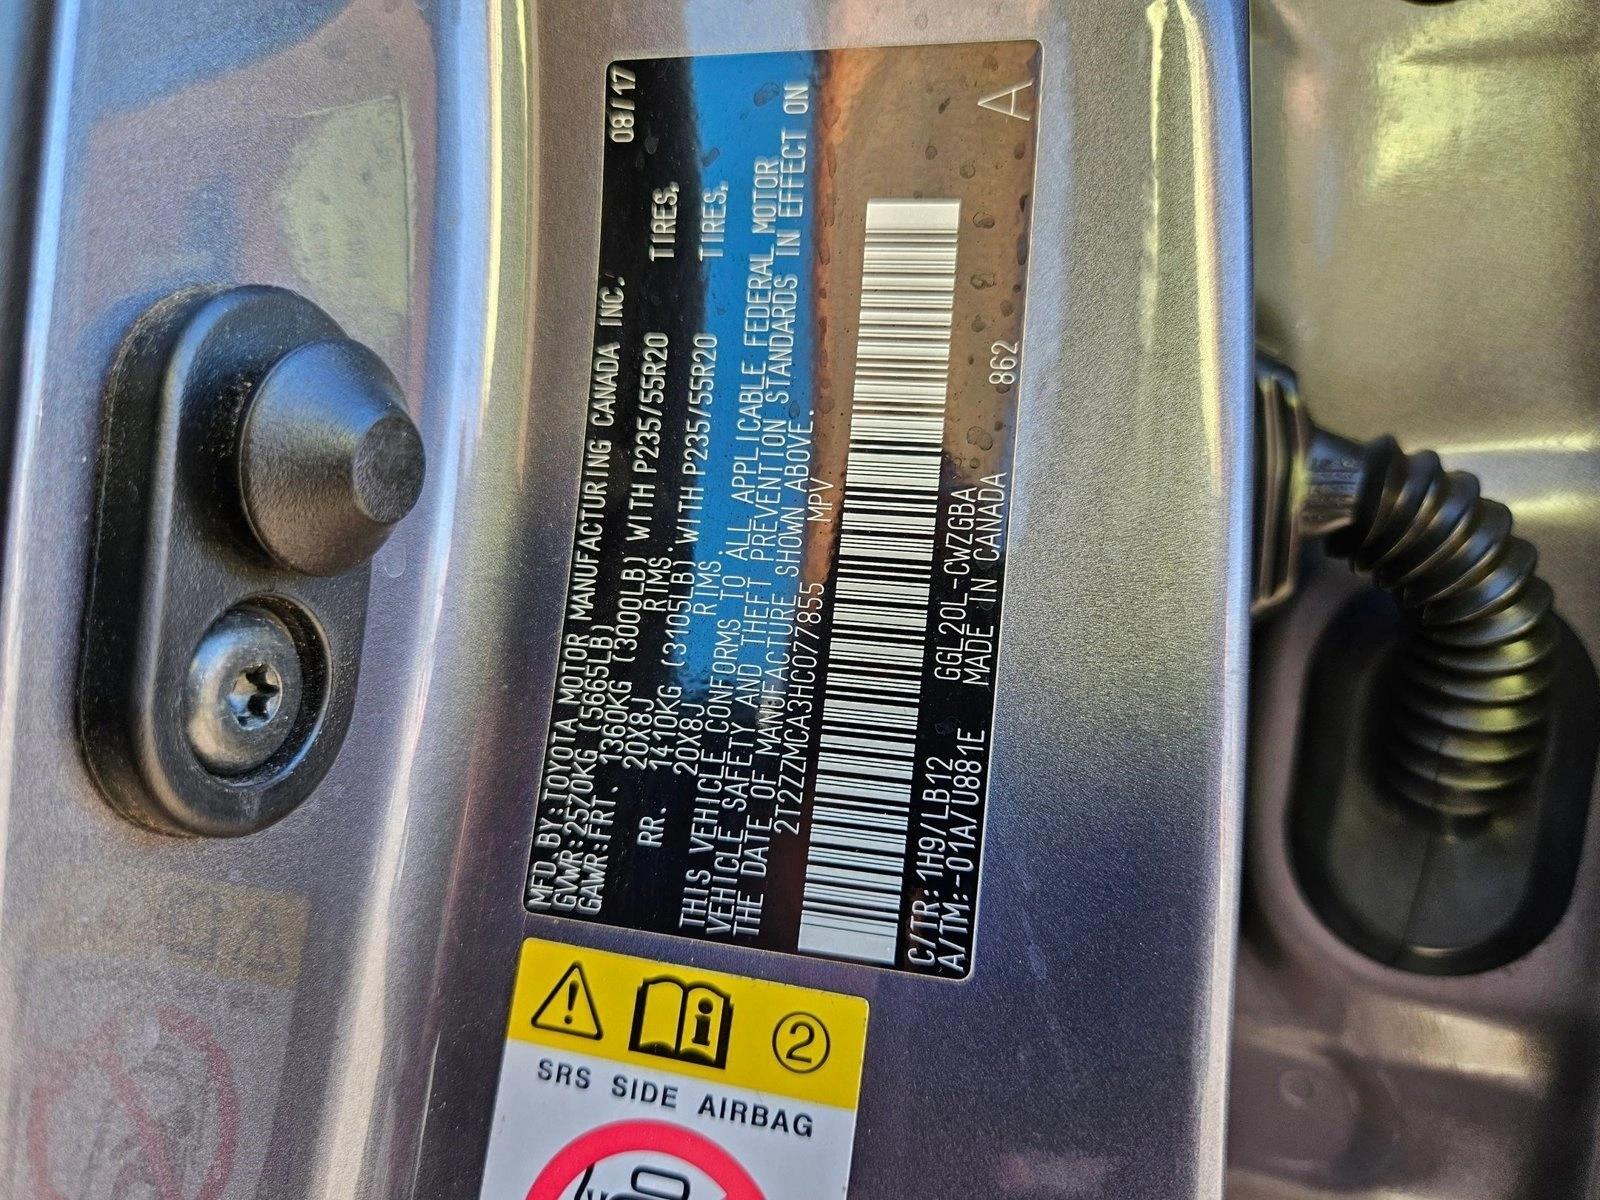 MFD.BY:TOYOTA MOTOR MANUFACTURING CANADA INC. 08/17
GVWR:2570KG (5665LB)
GAWR:FRT. 1360KG (3000LB) WITH P235/55R20 TIRES,
20X8J RIMS.
RR. 1410KG (3105LB) WITH P235/55R20 TIRES,
20X8J RIMS.
THIS VEHICLE CONFORMS TO ALL APPLICABLE FEDERAL MOTOR
VEHICLE SAFETY AND THEFT PREVENTION STANDARDS IN EFFECT ON
THE DATE OF MANUFACTURE SHOWN ABOVE.
2T2ZZMCA3HC077855 MPV
C/TR:1H9/LB12 GGL20L-CWZGBA A
A/TM:-01A/U881E MADE IN CANADA 862
2
SRS SIDE AIRBAG